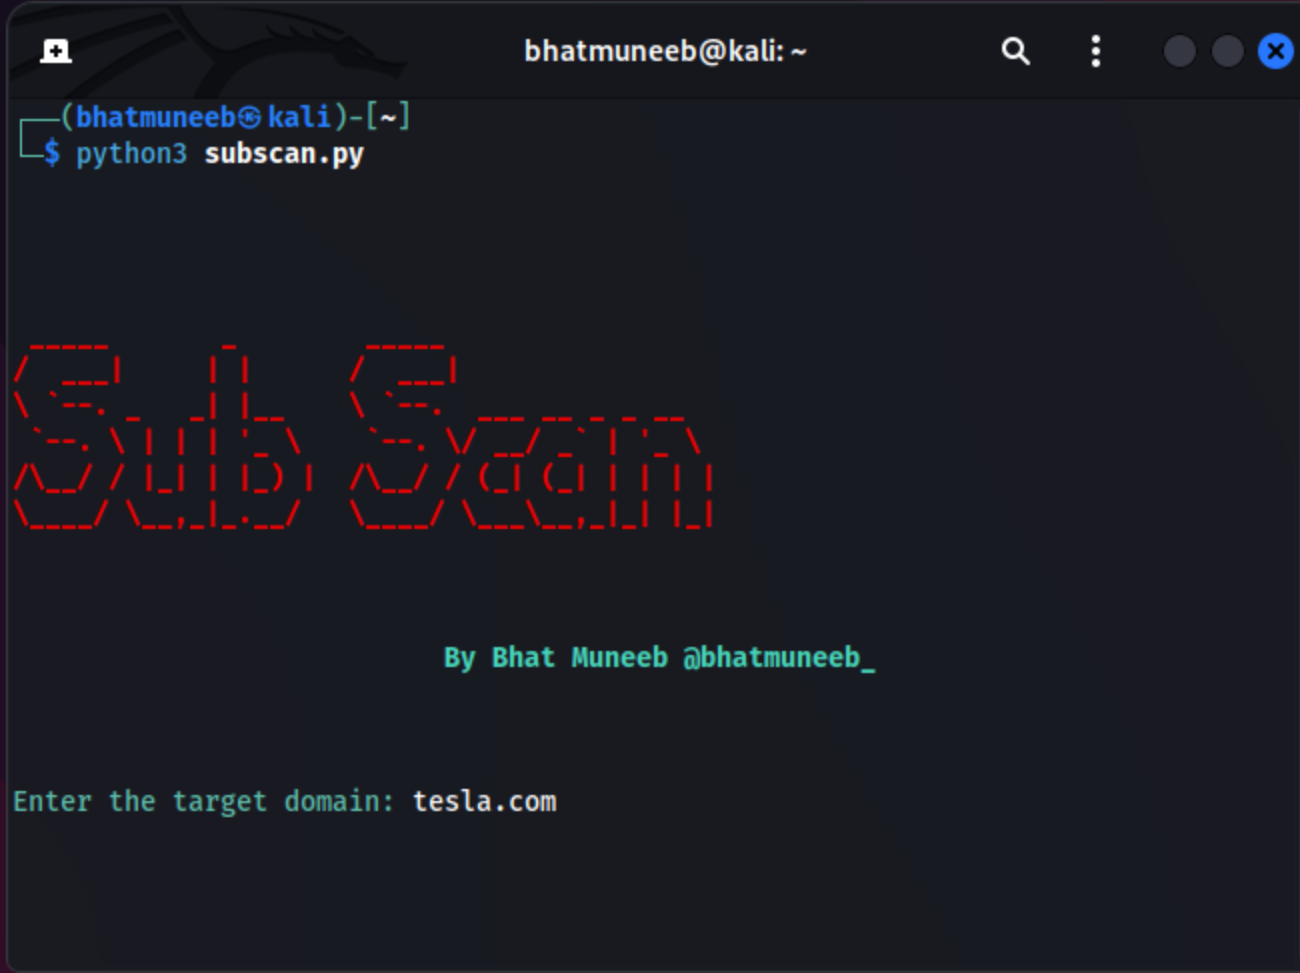 bhatmuneeb@kali: ~
┌──(bhatmuneeb㉿kali)-[~]
└─$ python3 subscan.py
Sub Scan
By Bhat Muneeb @bhatmuneeb_
Enter the target domain: tesla.com